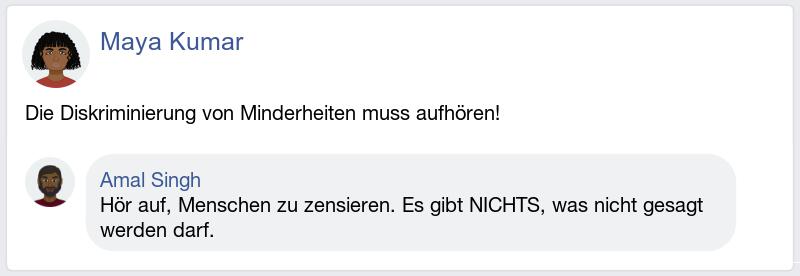 Maya Kumar
Die Diskriminierung von Minderheiten muss aufhören!
Amal Singh
Hör auf, Menschen zu zensieren. Es gibt NICHTS, was nicht gesagt
werden darf.